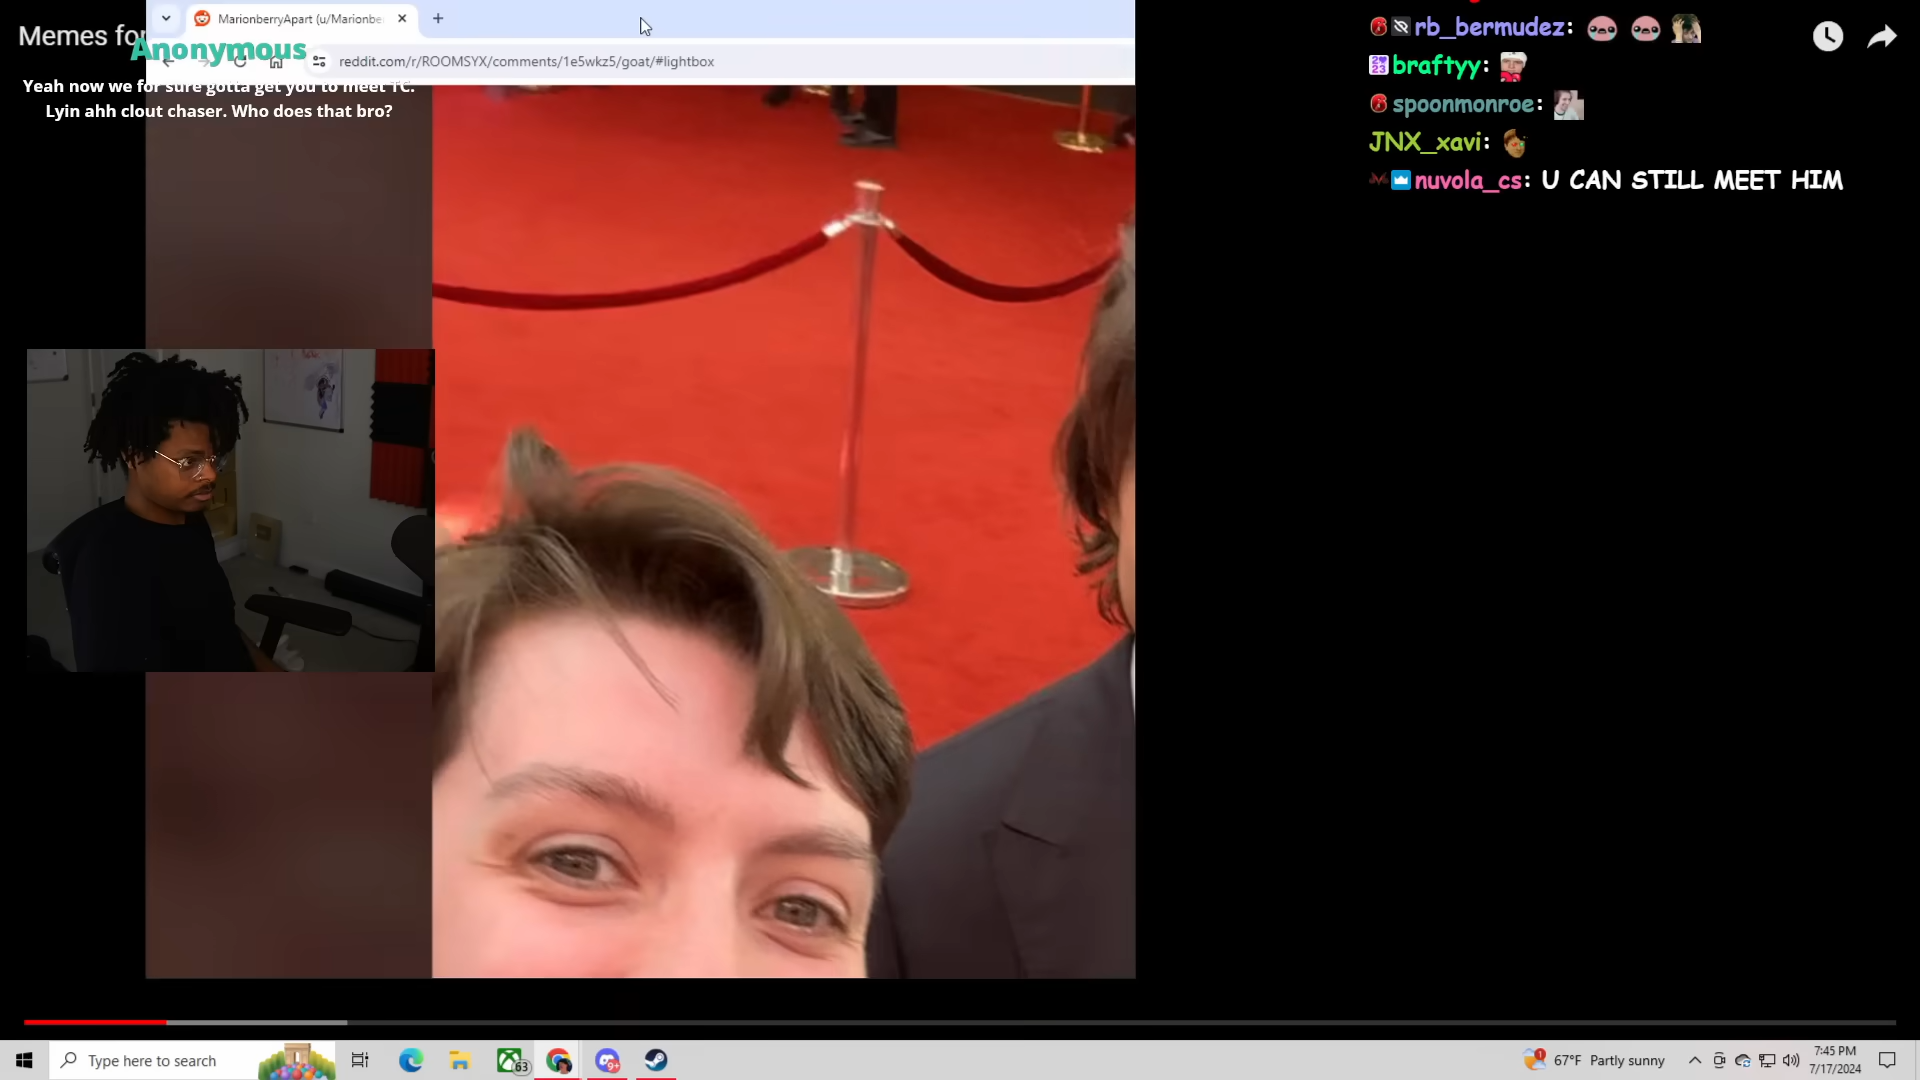 Memes for
MarionberryApart (u/Marionbe
Anonymous
reddit.com/r/ROOMSYX/comments/1e5wkz5/goat/#lightbox
Yeah now we for sure gotta get you to meet TC.
Lyin ahh clout chaser. Who does that bro?
rb_bermudez:
braftyy:
spoonmonroe:
JNX_xavi:
nuvola_cs: U CAN STILL MEET HIM
Type here to search
63
9+
67°F Partly sunny
7:45 PM
7/17/2024